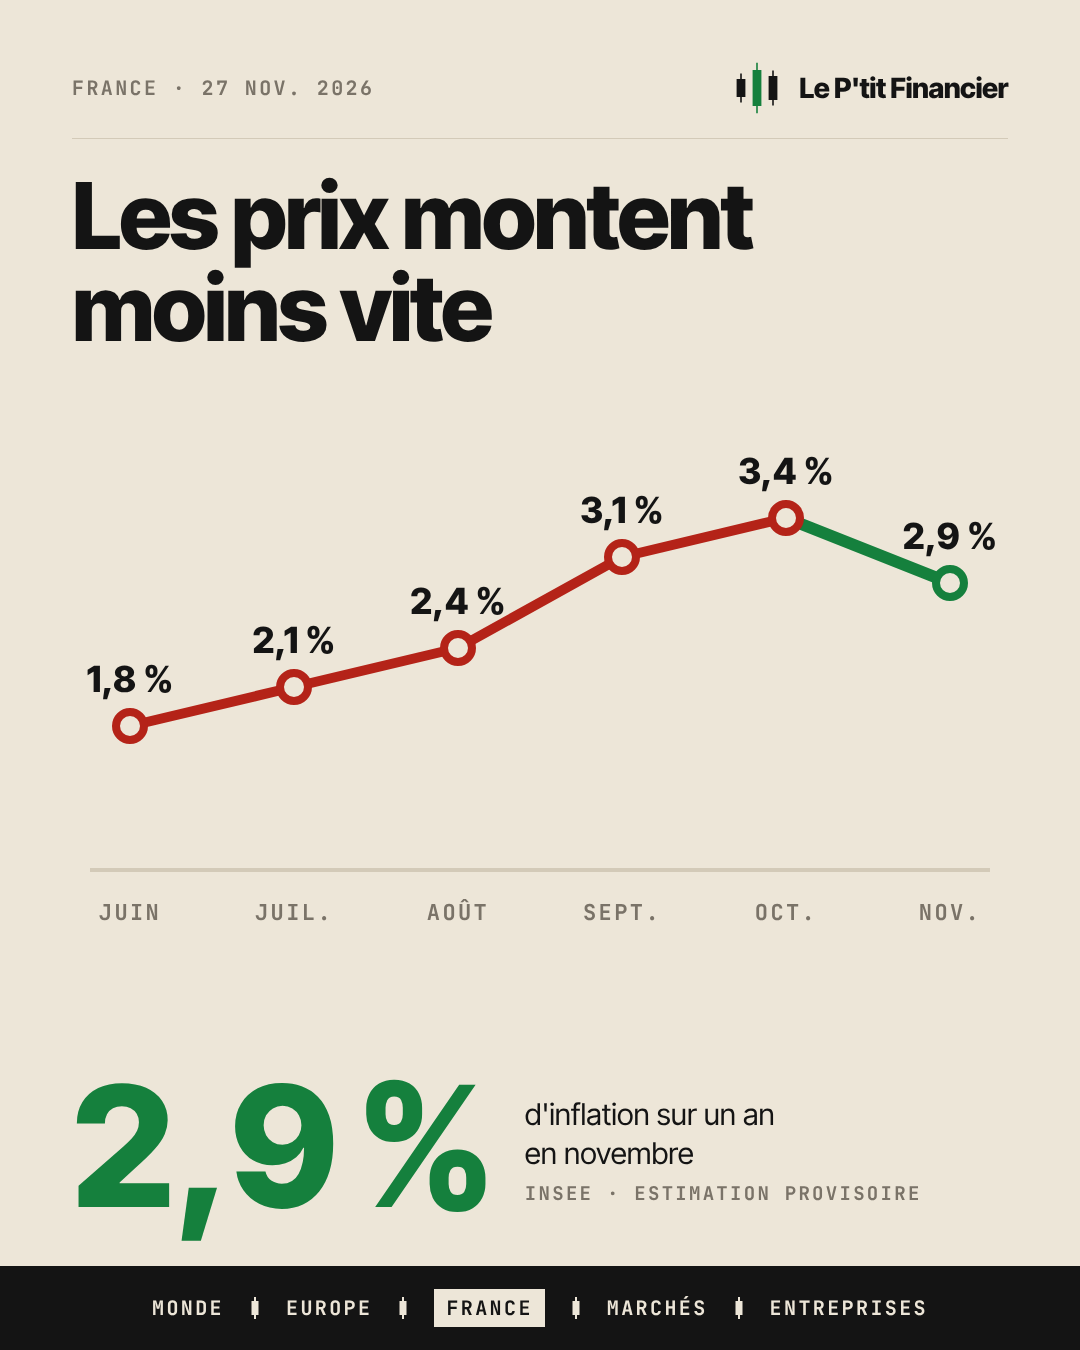 FRANCE · 27 NOV. 2026
Le P'tit Financier
Les prix montent
moins vite
1,8 %
2,1 %
2,4 %
3,1 %
3,4 %
2,9 %
JUIN JUIL. AOÛT SEPT. OCT. NOV.
2,9 %
d'inflation sur un an
en novembre
INSEE · ESTIMATION PROVISOIRE
MONDE EUROPE FRANCE MARCHÉS ENTREPRISES